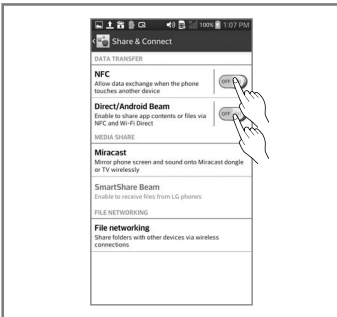 100% 1:07 PM
Share & Connect
DATA TRANSFER
NFC
Allow data exchange when the phone
touches another device
OFF
Direct/Android Beam
Enable to share app contents or files via
NFC and Wi-Fi Direct
OFF
MEDIA SHARE
Miracast
Mirror phone screen and sound onto Miracast dongle
or TV wirelessly
SmartShare Beam
Enable to receive files from LG phones
FILE NETWORKING
File networking
Share folders with other devices via wireless
connections